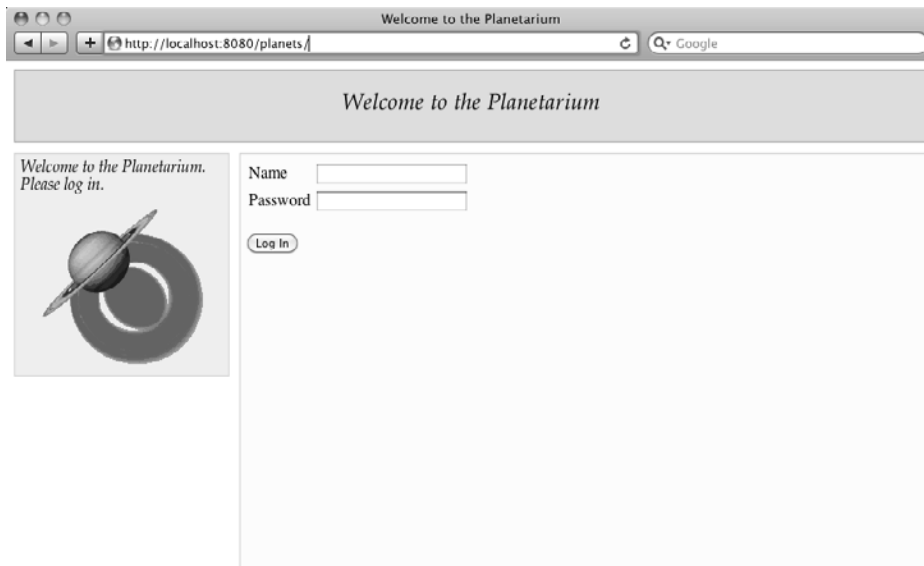 Welcome to the Planetarium
http://localhost:8080/planets/
Google
Welcome to the Planetarium
Welcome to the Planetarium.
Please log in.
Name
Password
Log In